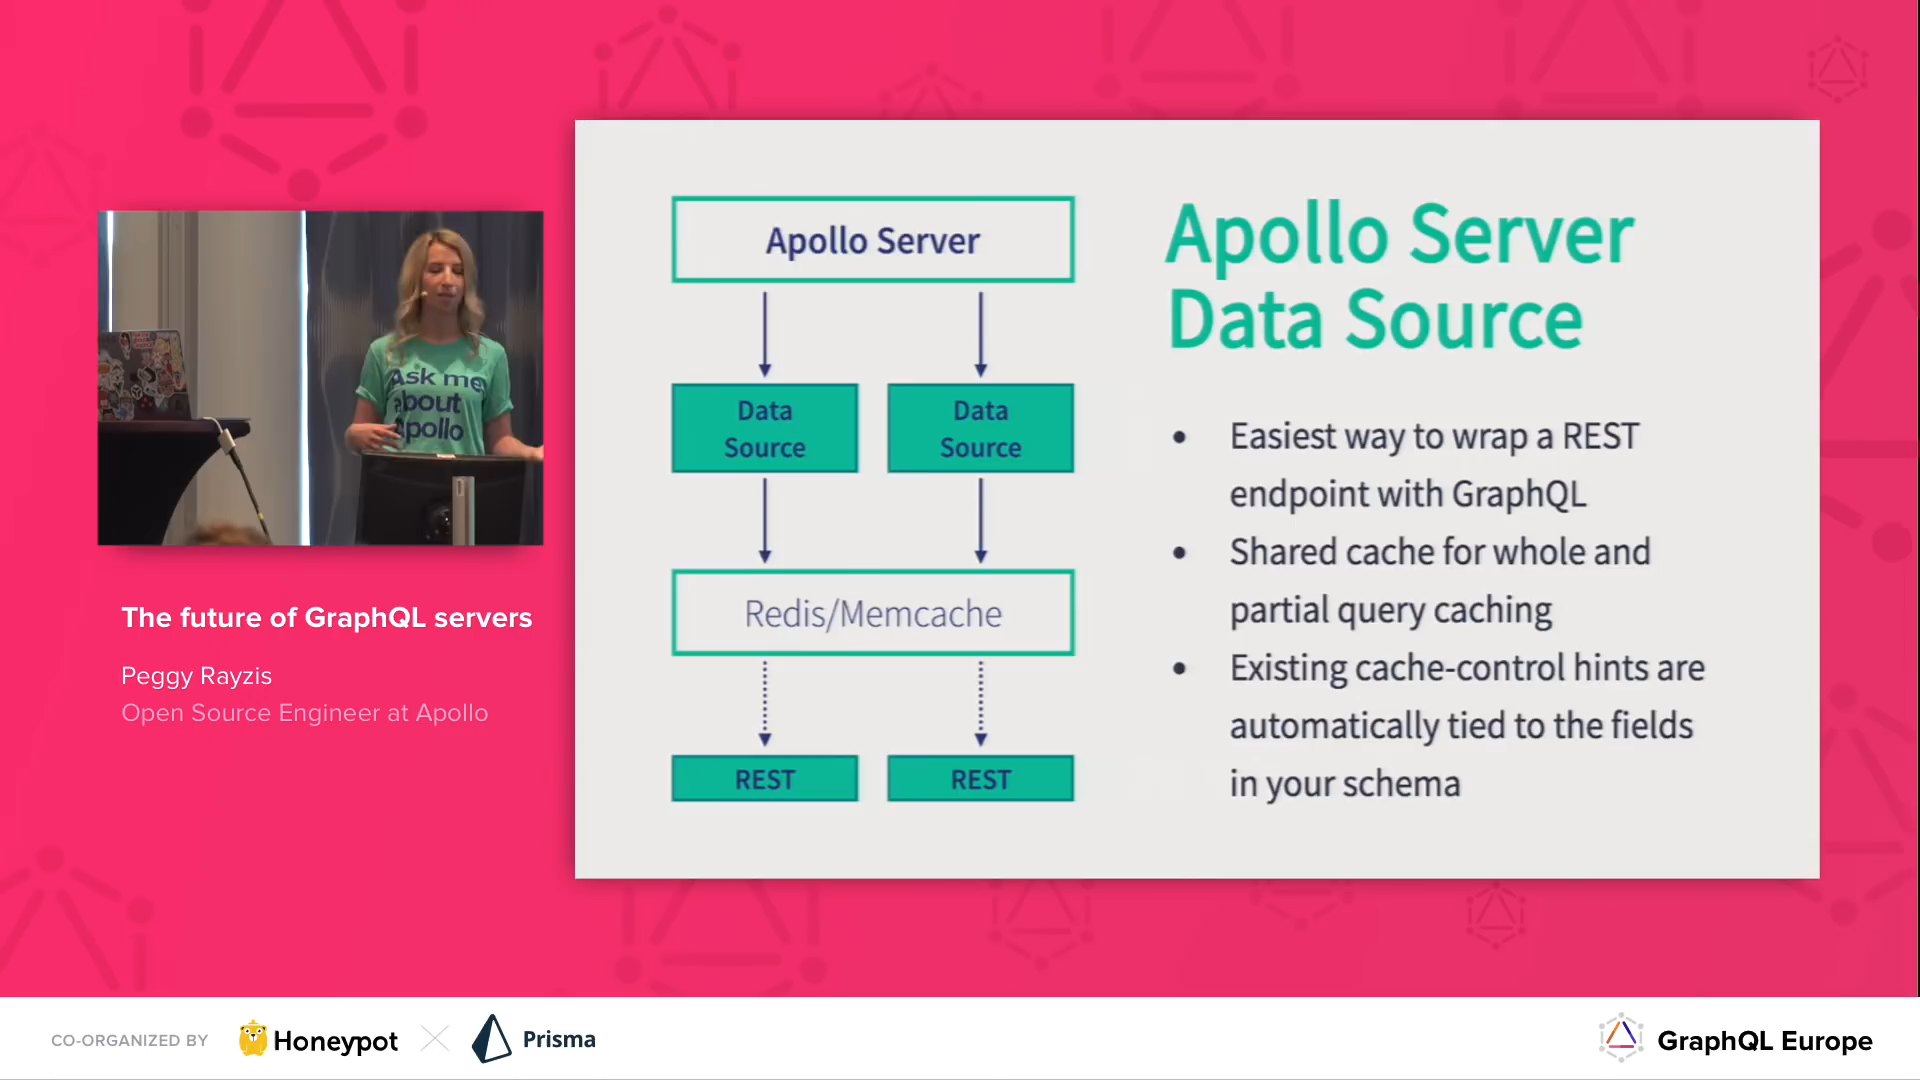 Ask me
about
Apollo
The future of GraphQL servers
Peggy Rayzis
Open Source Engineer at Apollo
Apollo Server
Data
Source
Data
Source
Redis/Memcache
REST
REST
Apollo Server
Data Source
• Easiest way to wrap a REST
endpoint with GraphQL
• Shared cache for whole and
partial query caching
• Existing cache-control hints are
automatically tied to the fields
in your schema
CO-ORGANIZED BY
Honeypot
Prisma
GraphQL Europe